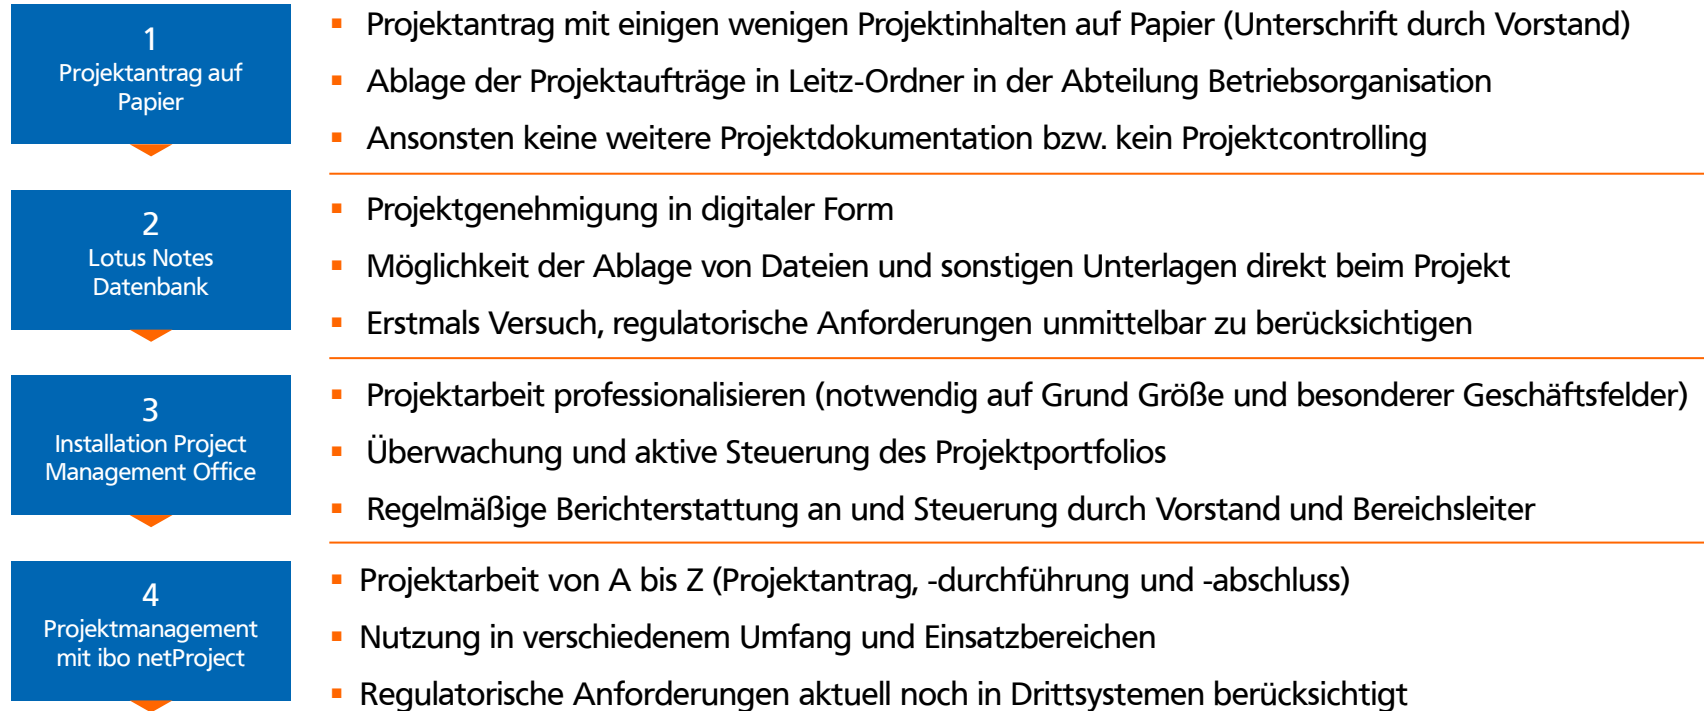 1
Projektantrag auf
Papier
▪ Projektantrag mit einigen wenigen Projektinhalten auf Papier (Unterschrift durch Vorstand)
▪ Ablage der Projektaufträge in Leitz-Ordner in der Abteilung Betriebsorganisation
▪ Ansonsten keine weitere Projektdokumentation bzw. kein Projektcontrolling
2
Lotus Notes
Datenbank
▪ Projektgenehmigung in digitaler Form
▪ Möglichkeit der Ablage von Dateien und sonstigen Unterlagen direkt beim Projekt
▪ Erstmals Versuch, regulatorische Anforderungen unmittelbar zu berücksichtigen
3
Installation Project
Management Office
▪ Projektarbeit professionalisieren (notwendig auf Grund Größe und besonderer Geschäftsfelder)
▪ Überwachung und aktive Steuerung des Projektportfolios
▪ Regelmäßige Berichterstattung an und Steuerung durch Vorstand und Bereichsleiter
4
Projektmanagement
mit ibo netProject
▪ Projektarbeit von A bis Z (Projektantrag, -durchführung und -abschluss)
▪ Nutzung in verschiedenem Umfang und Einsatzbereichen
▪ Regulatorische Anforderungen aktuell noch in Drittsystemen berücksichtigt